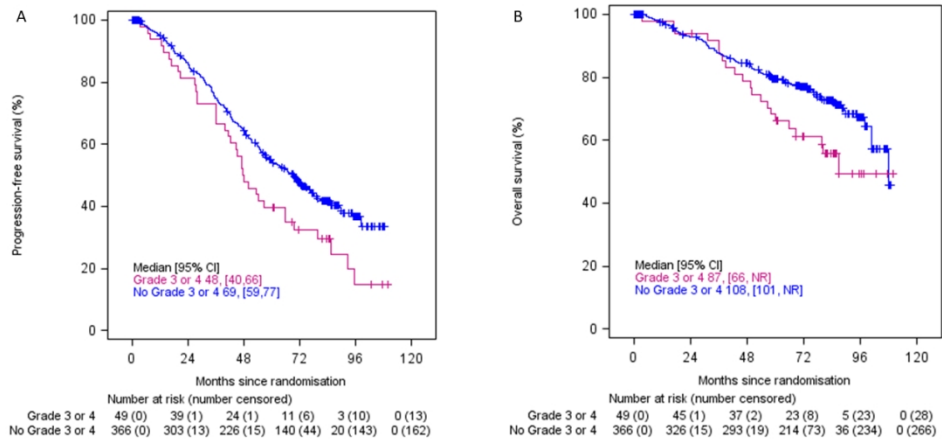 A
Progression-free survival (%)
100
80
60
40
20
0
Median [95% CI]
Grade 3 or 4 48, [40,66]
No Grade 3 or 4 69, [59,77]
0 24 48 72 96 120
Months since randomisation
Number at risk (number censored)
Grade 3 or 4 49 (0) 39 (1) 24 (1) 11 (6) 3 (10) 0 (13)
No Grade 3 or 4 366 (0) 303 (13) 226 (15) 140 (44) 20 (143) 0 (162)
B
Overall survival (%)
100
80
60
40
20
0
Median [95% CI]
Grade 3 or 4 87, [66, NR]
No Grade 3 or 4 108, [101, NR]
0 24 48 72 96 120
Months since randomisation
Number at risk (number censored)
Grade 3 or 4 49 (0) 45 (1) 37 (2) 23 (8) 5 (23) 0 (28)
No Grade 3 or 4 366 (0) 326 (15) 293 (19) 214 (73) 36 (234) 0 (266)